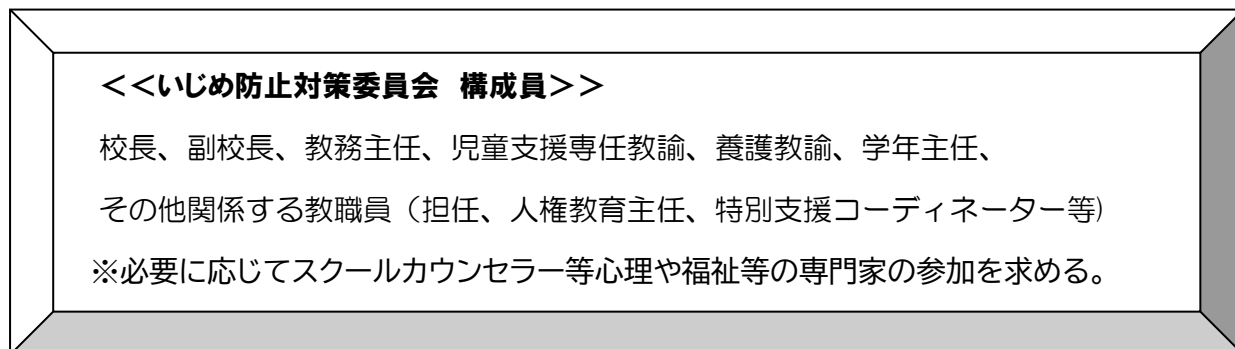 <<いじめ防止対策委員会 構成員>>
校長、副校長、教務主任、児童支援専任教諭、養護教諭、学年主任、
その他関係する教職員（担任、人権教育主任、特別支援コーディネーター等)
※必要に応じてスクールカウンセラー等心理や福祉等の専門家の参加を求める。